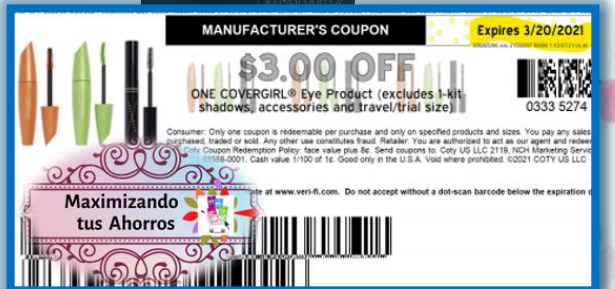 MANUFACTURER'S COUPON
Expires 3/20/2021
$3.00 OFF
ONE COVERGIRL® Eye Product (excludes 1-kit
shadows, accessories and travel/trial size)
0333 5274
Consumer: Only one coupon is redeemable per purchase and only on specified products and sizes. You pay any sales
purchased, traded or sold. Any other use constitutes fraud. Retailer: You are authorized to act as our agent and redeem
Coty Coupon Redemption Policy, face value plus 8¢. Send coupons to: Coty US LLC 2119, NCH Marketing Servic
88588-0001. Cash value 1/100 of 1¢. Good only in the U.S.A. Void where prohibited. ©2021 COTY US LLC
at www.veri-fi.com. Do not accept without a dot-scan barcode below the expiration
Maximizando
tus Ahorros